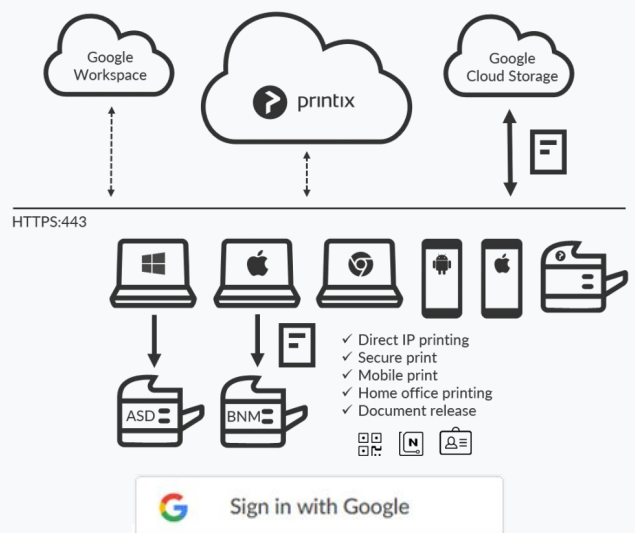 Google
Workspace
printix
Google
Cloud Storage
HTTPS:443
✓ Direct IP printing
✓ Secure print
✓ Mobile print
✓ Home office printing
✓ Document release
ASD
BNM
N
Sign in with Google